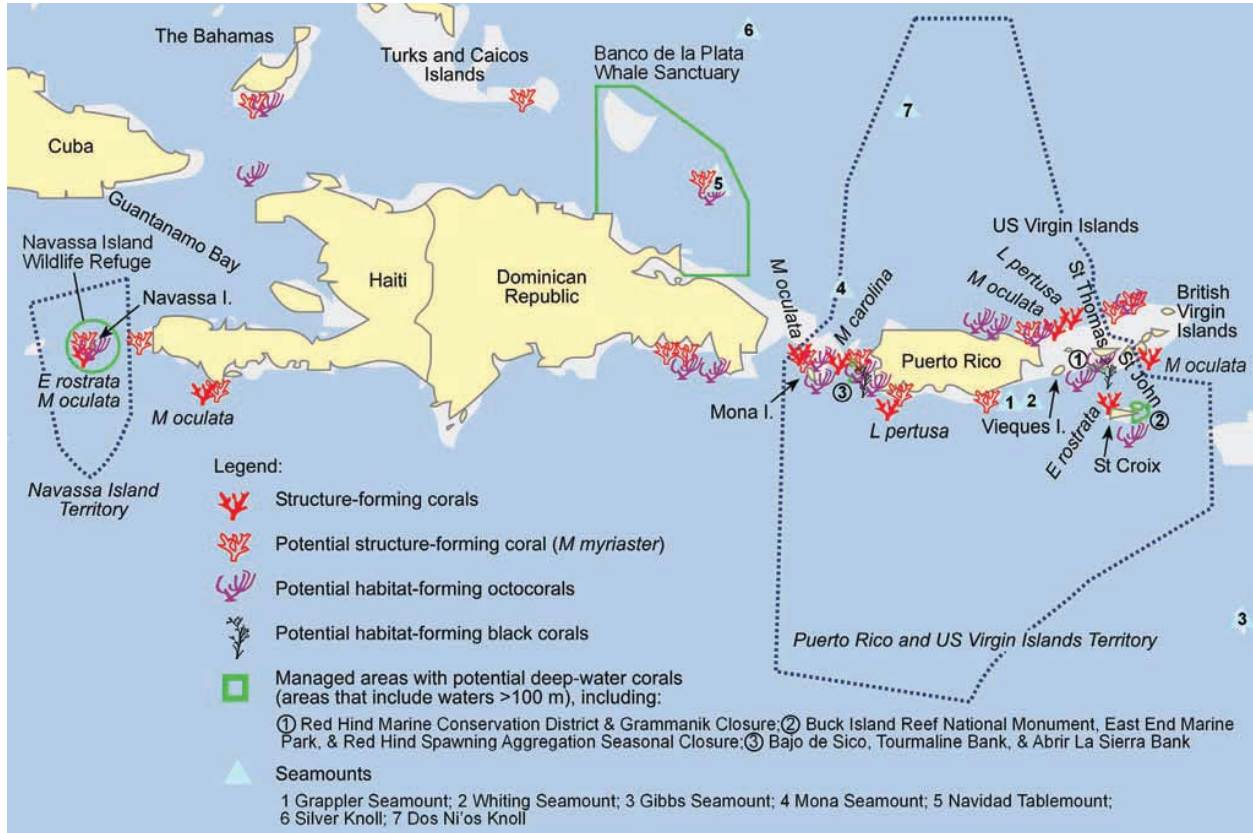 The Bahamas
Turks and Caicos
Islands
Banco de la Plata
Whale Sanctuary
6
7
Cuba
5
Guantanamo Bay
Navassa Island
Wildlife Refuge
Navassa I.
Haiti
Dominican
Republic
US Virgin Islands
M oculata
4
M carolina
L pertusa
M oculata
St Thomas
British
Virgin
Islands
Puerto Rico
1
St John
M oculata
E rostrata
M oculata
M oculata
Mona I.
3
L pertusa
1 2
Vieques I.
E rostrata
2
St Croix
Navassa Island
Territory
Legend:
Structure-forming corals
Potential structure-forming coral (M myriaster)
Potential habitat-forming octocorals
Potential habitat-forming black corals
3
Puerto Rico and US Virgin Islands Territory
Managed areas with potential deep-water corals
(areas that include waters >100 m), including:
① Red Hind Marine Conservation District & Grammanik Closure;② Buck Island Reef National Monument, East End Marine
Park, & Red Hind Spawning Aggregation Seasonal Closure;③ Bajo de Sico, Tourmaline Bank, & Abrir La Sierra Bank
Seamounts
1 Grappler Seamount; 2 Whiting Seamount; 3 Gibbs Seamount; 4 Mona Seamount; 5 Navidad Tablemount;
6 Silver Knoll; 7 Dos Ni'os Knoll